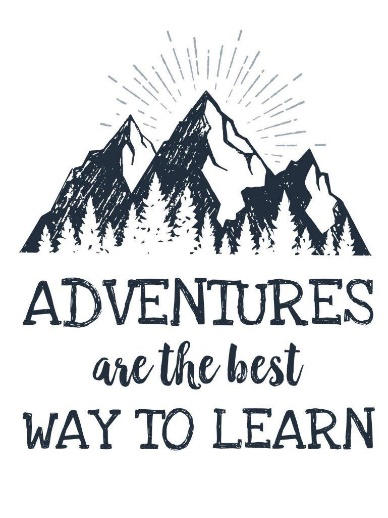 ADVENTURES
are the best
WAY TO LEARN